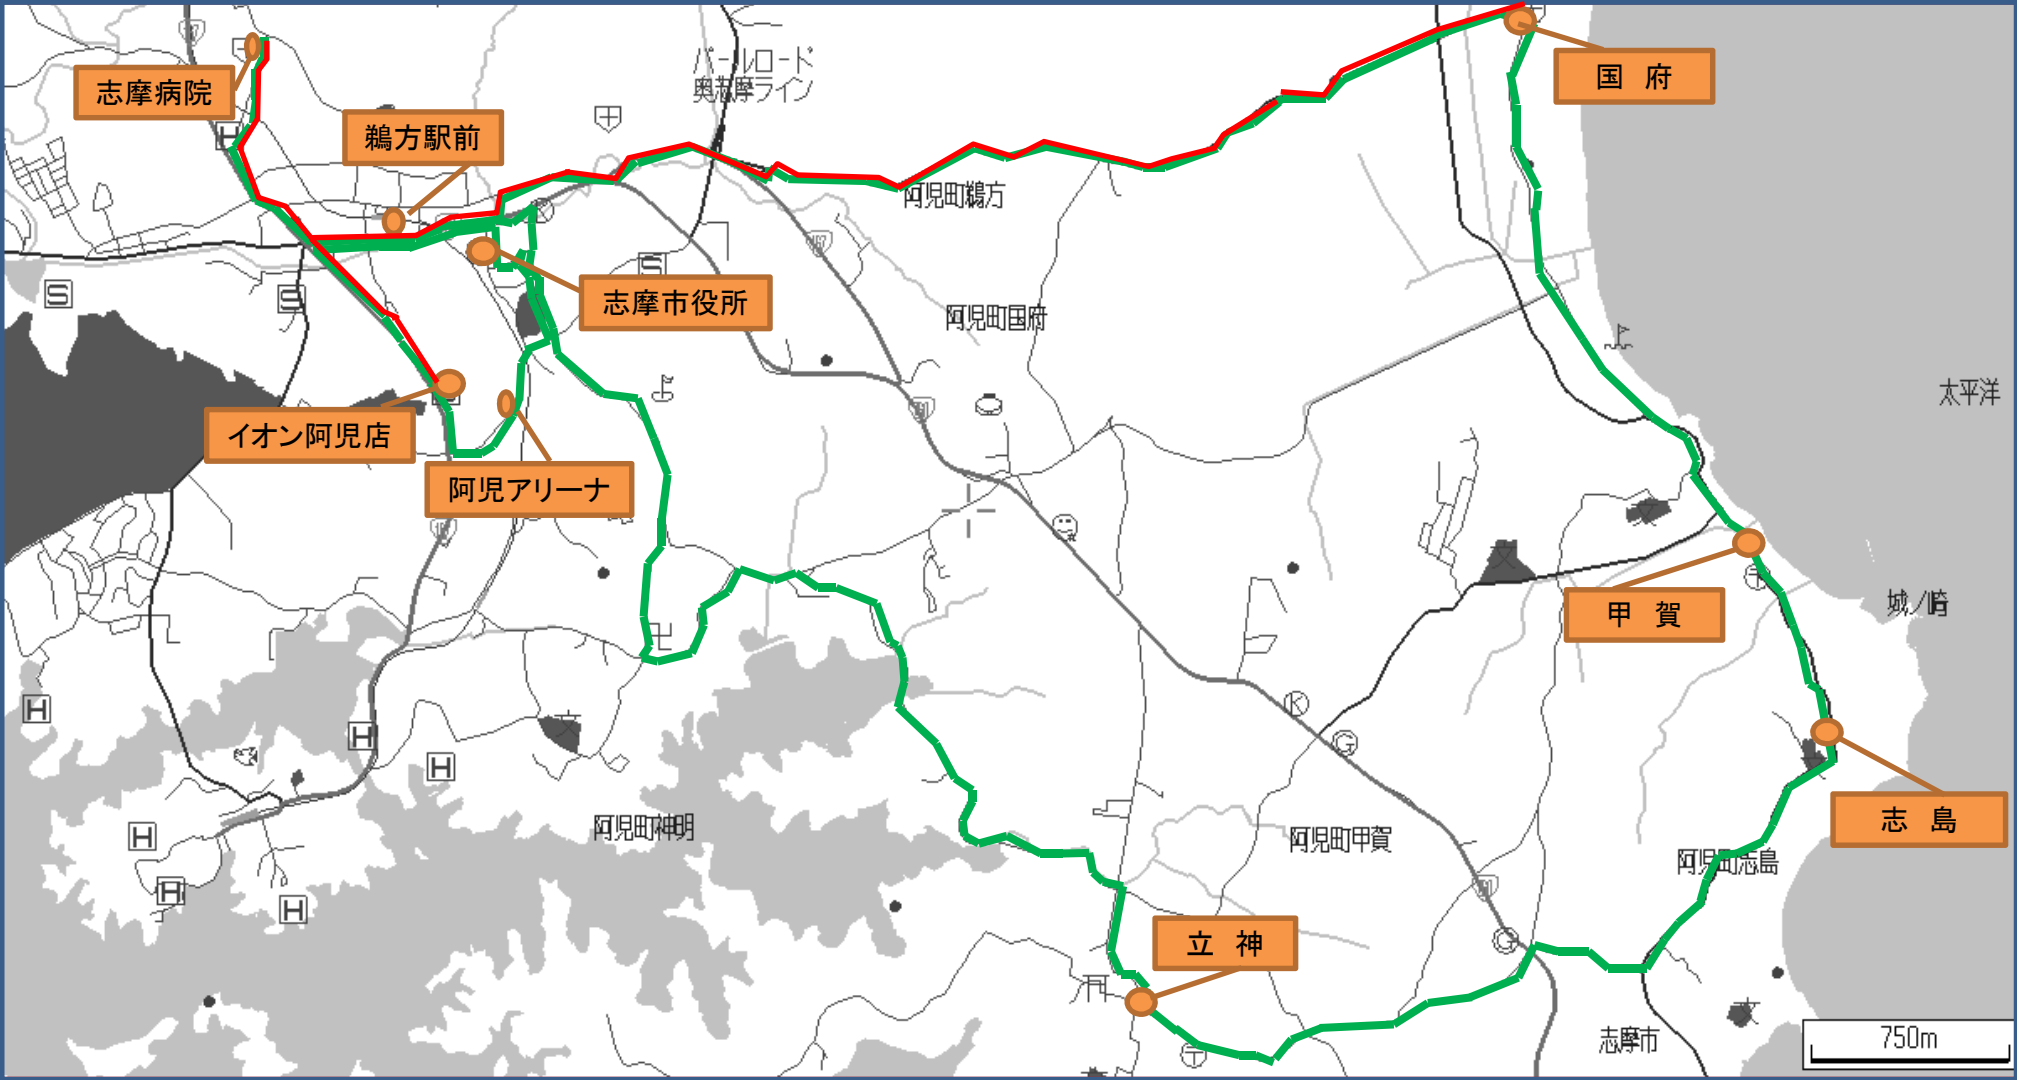 志摩病院
鵜方駅前
パールロード
奥志摩ライン
国 府
阿児町鵜方
志摩市役所
阿児町国府
太平洋
イオン阿児店
阿児アリーナ
甲 賀
城ノ崎
志 島
阿児町神明
阿児町甲賀
阿児町志島
立 神
志摩市
750m